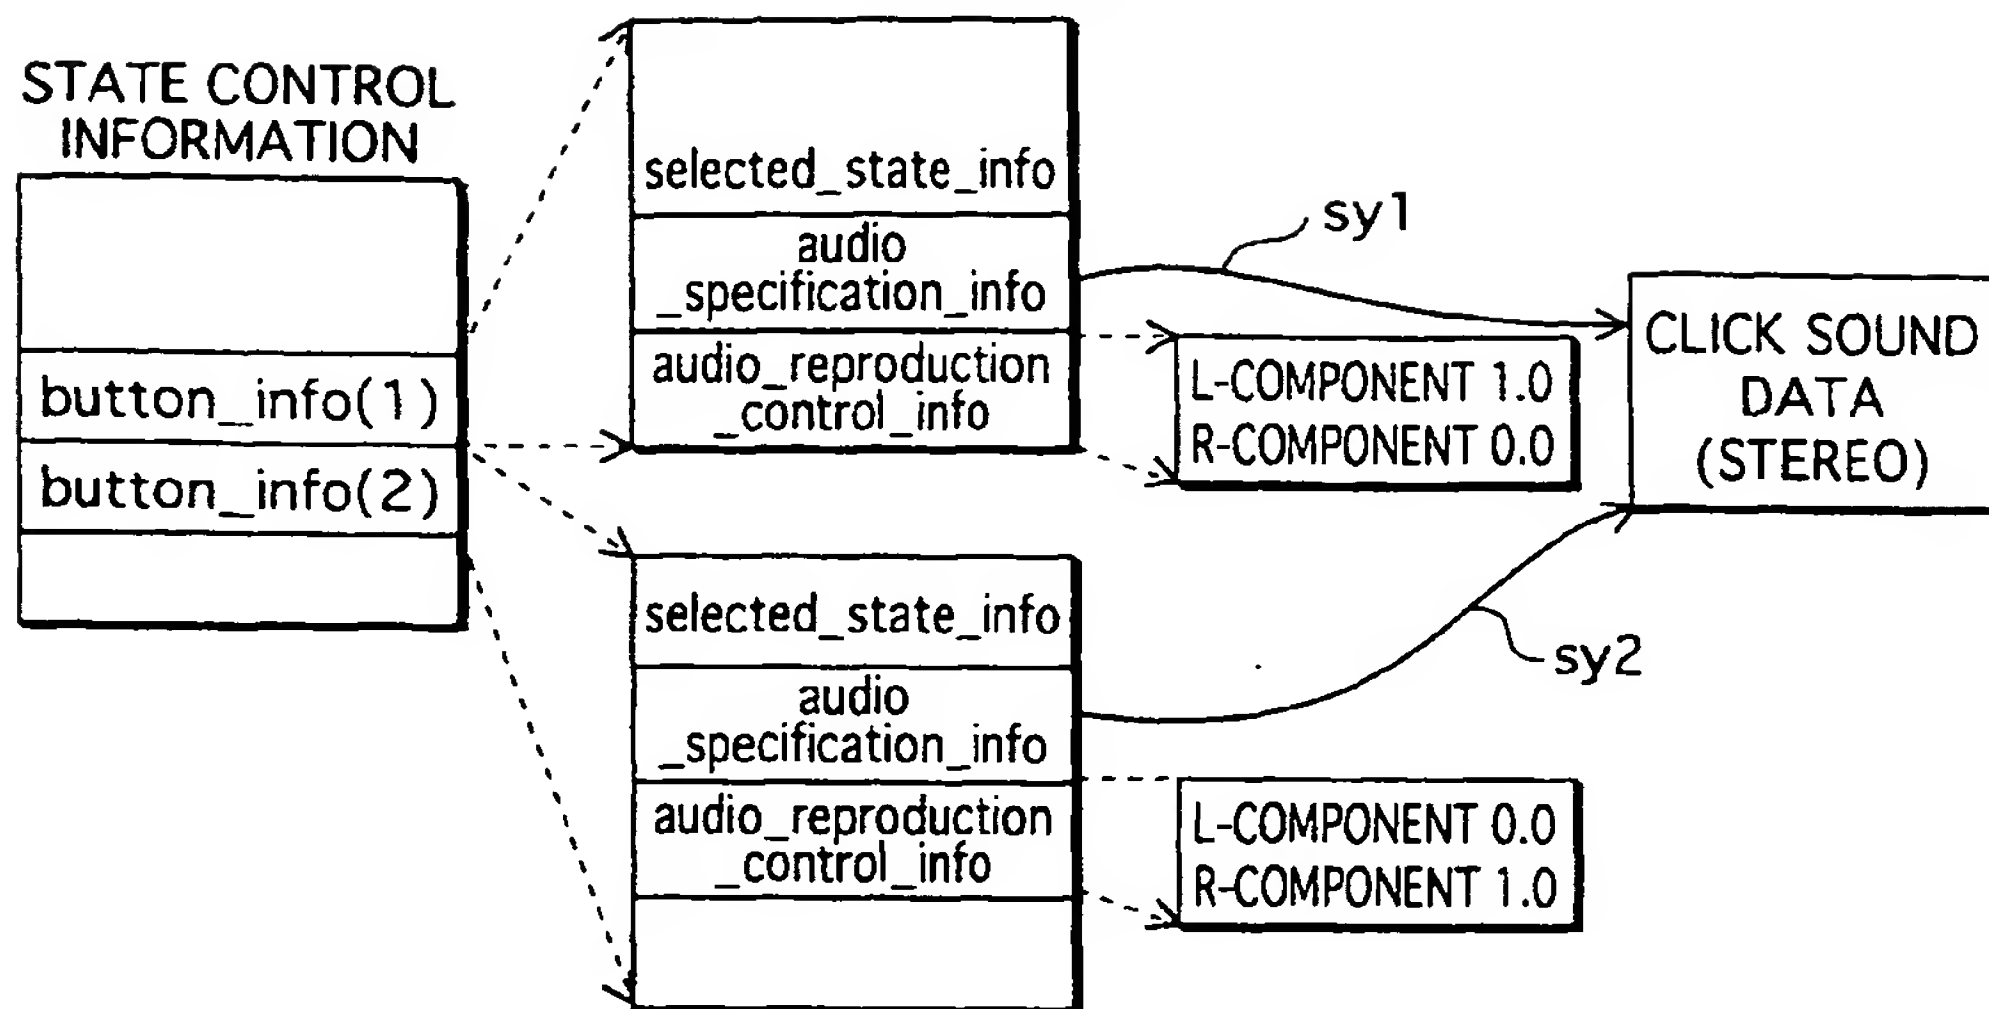 STATE CONTROL
INFORMATION
button_info(1)
button_info(2)
selected_state_info
audio
_specification_info
audio_reproduction
_control_info
sy1
L-COMPONENT 1.0
R-COMPONENT 0.0
CLICK SOUND
DATA
(STEREO)
selected_state_info
audio
_specification_info
audio_reproduction
_control_info
sy2
L-COMPONENT 0.0
R-COMPONENT 1.0